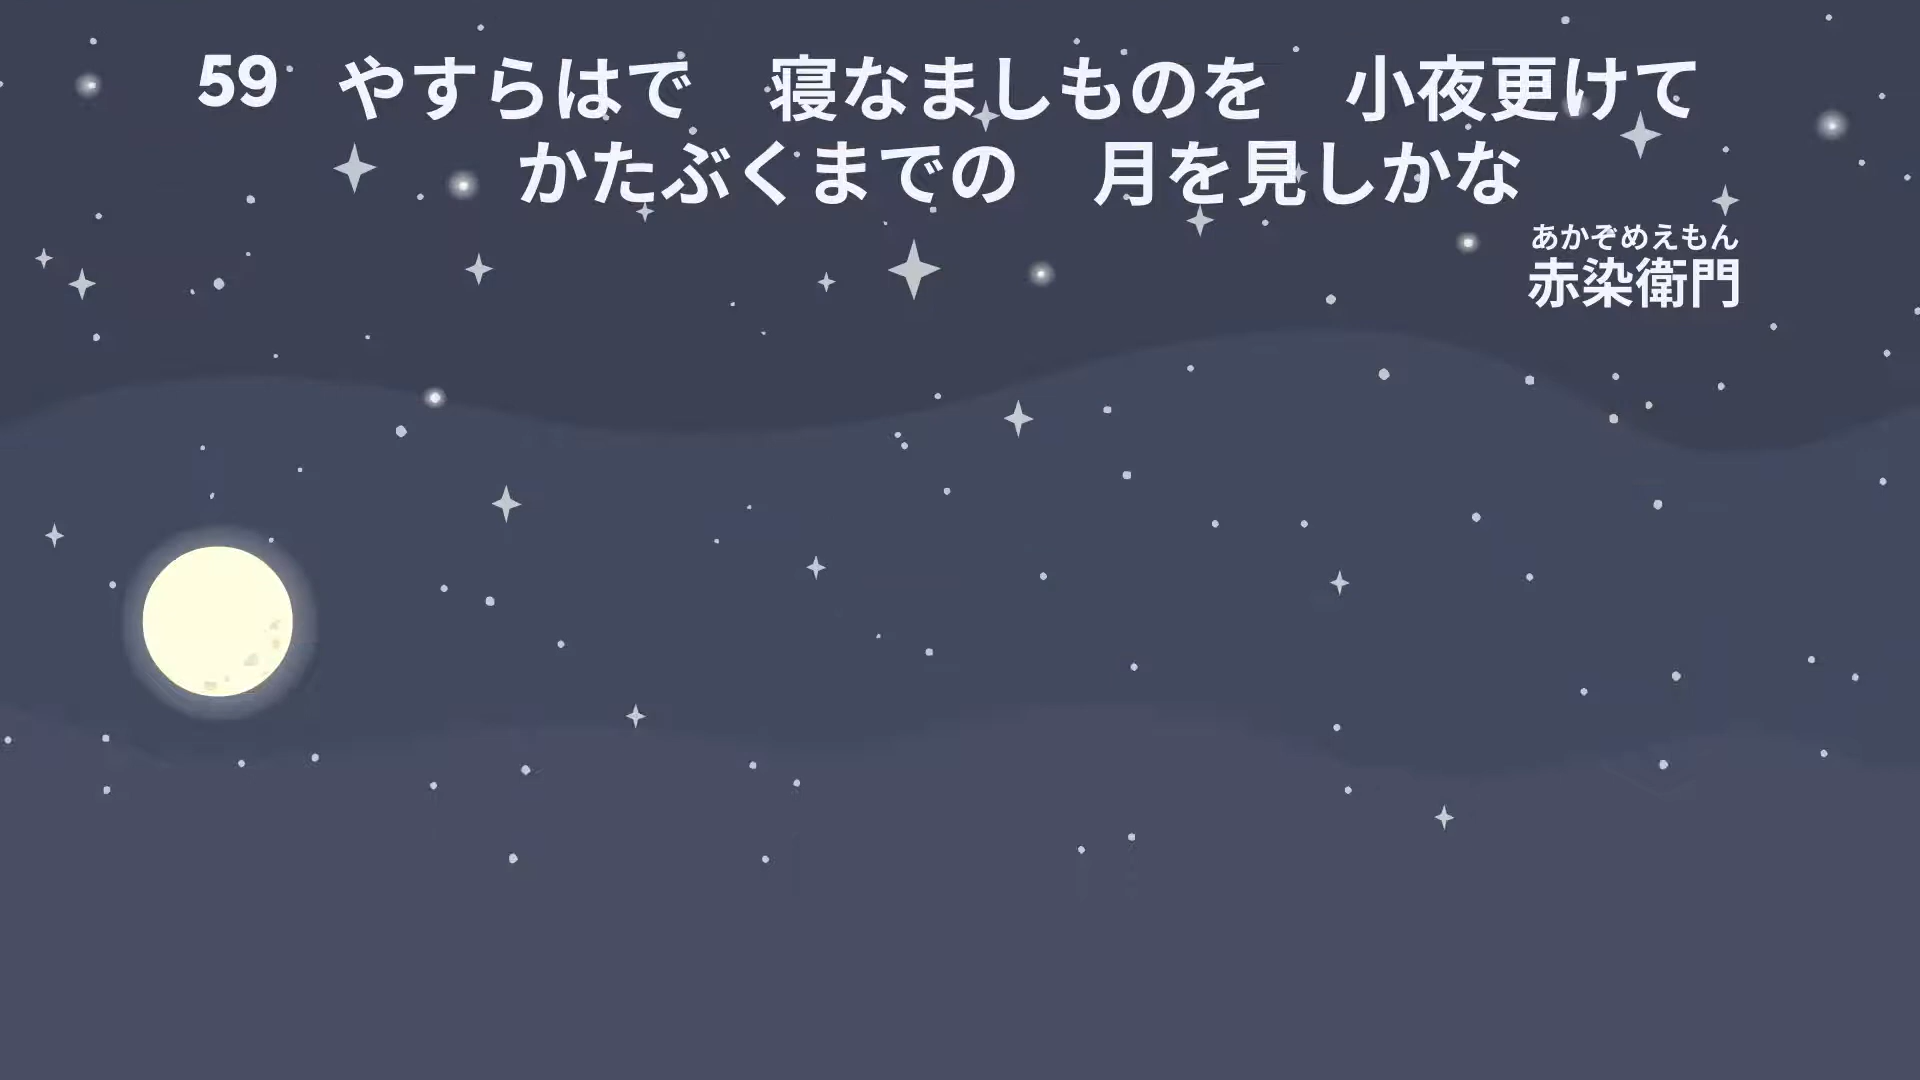 59 やすらはで　寝なましものを　小夜更けて
かたぶくまでの　月を見しかな
あかぞめえもん
赤染衛門